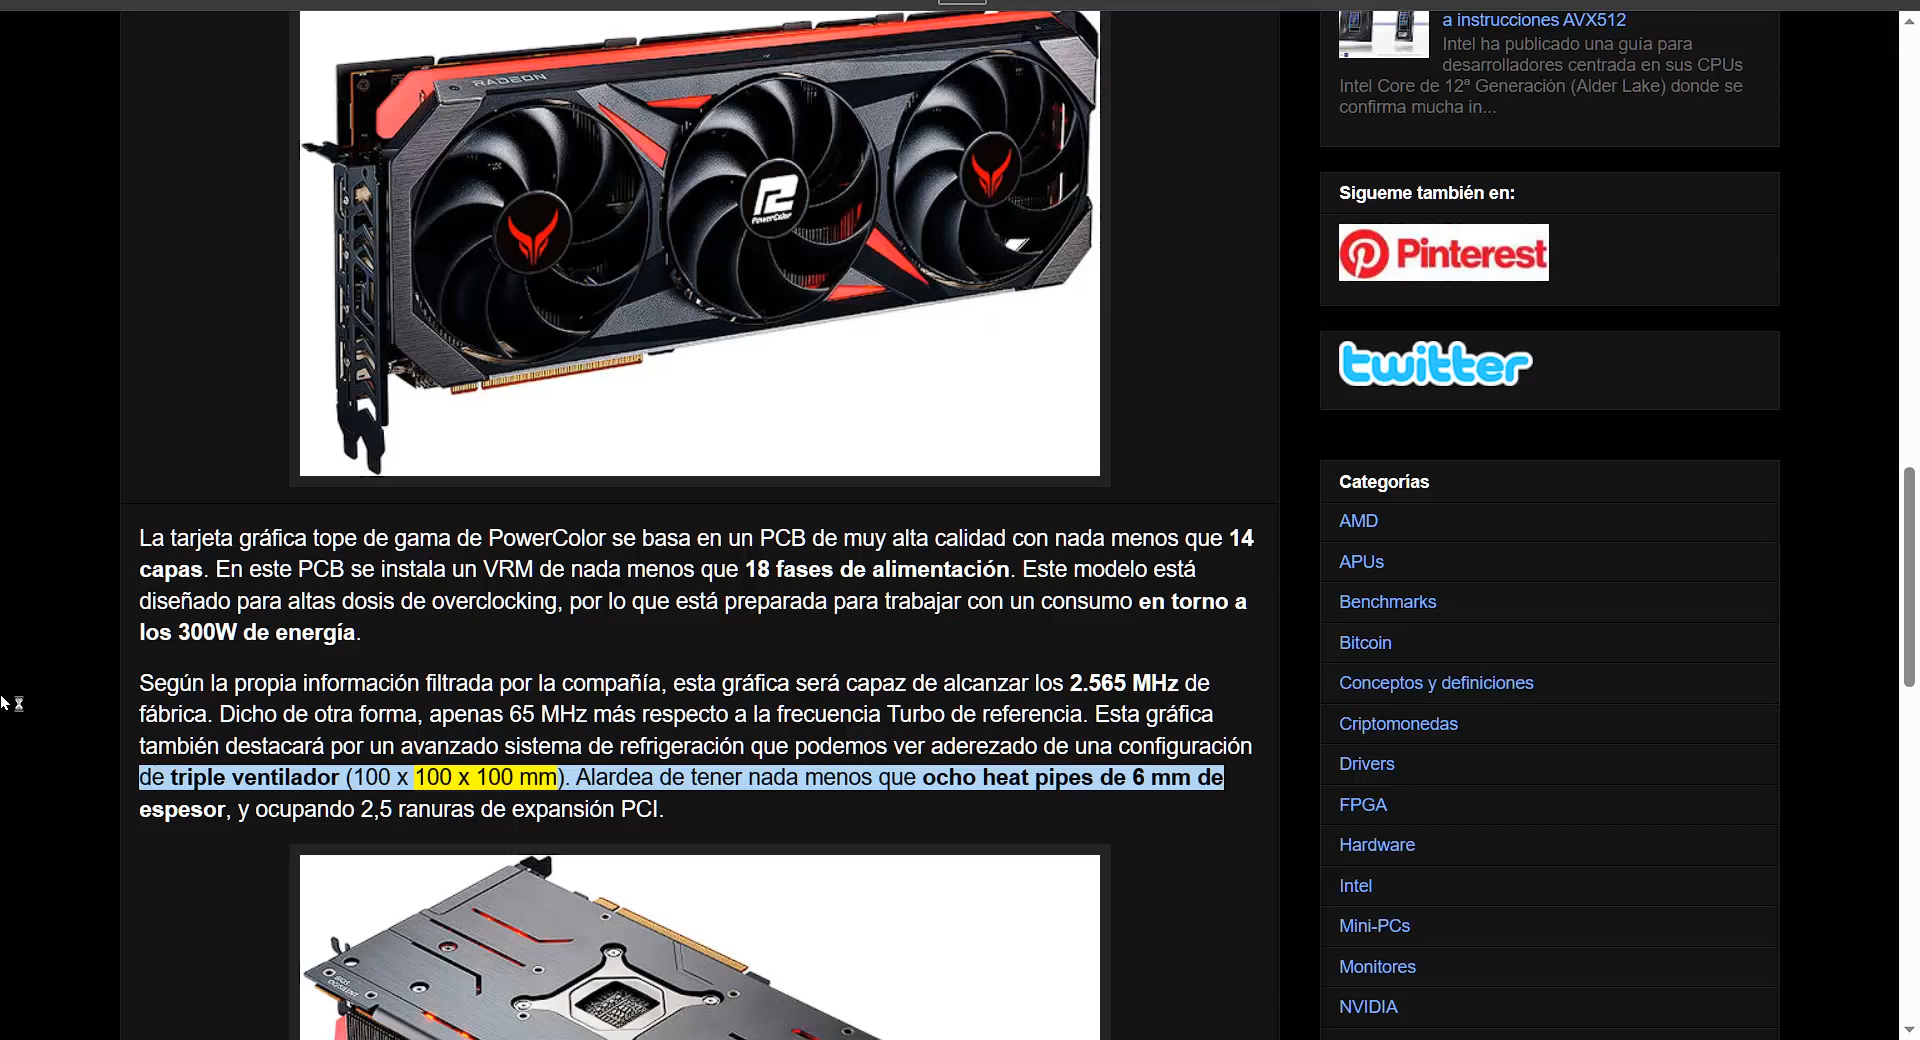 RADEON
PowerColor
La tarjeta gráfica tope de gama de PowerColor se basa en un PCB de muy alta calidad con nada menos que 14
capas. En este PCB se instala un VRM de nada menos que 18 fases de alimentación. Este modelo está
diseñado para altas dosis de overclocking, por lo que está preparada para trabajar con un consumo en torno a
los 300W de energía.
Según la propia información filtrada por la compañía, esta gráfica será capaz de alcanzar los 2.565 MHz de
fábrica. Dicho de otra forma, apenas 65 MHz más respecto a la frecuencia Turbo de referencia. Esta gráfica
también destacará por un avanzado sistema de refrigeración que podemos ver aderezado de una configuración
de triple ventilador (100 x 100 x 100 mm). Alardea de tener nada menos que ocho heat pipes de 6 mm de
espesor, y ocupando 2,5 ranuras de expansión PCI.
a instrucciones AVX512
Intel ha publicado una guía para
desarrolladores centrada en sus CPUs
Intel Core de 12ª Generación (Alder Lake) donde se
confirma mucha in...
Sigueme también en:
Pinterest
twitter
Categorías
AMD
APUs
Benchmarks
Bitcoin
Conceptos y definiciones
Criptomonedas
Drivers
FPGA
Hardware
Intel
Mini-PCs
Monitores
NVIDIA